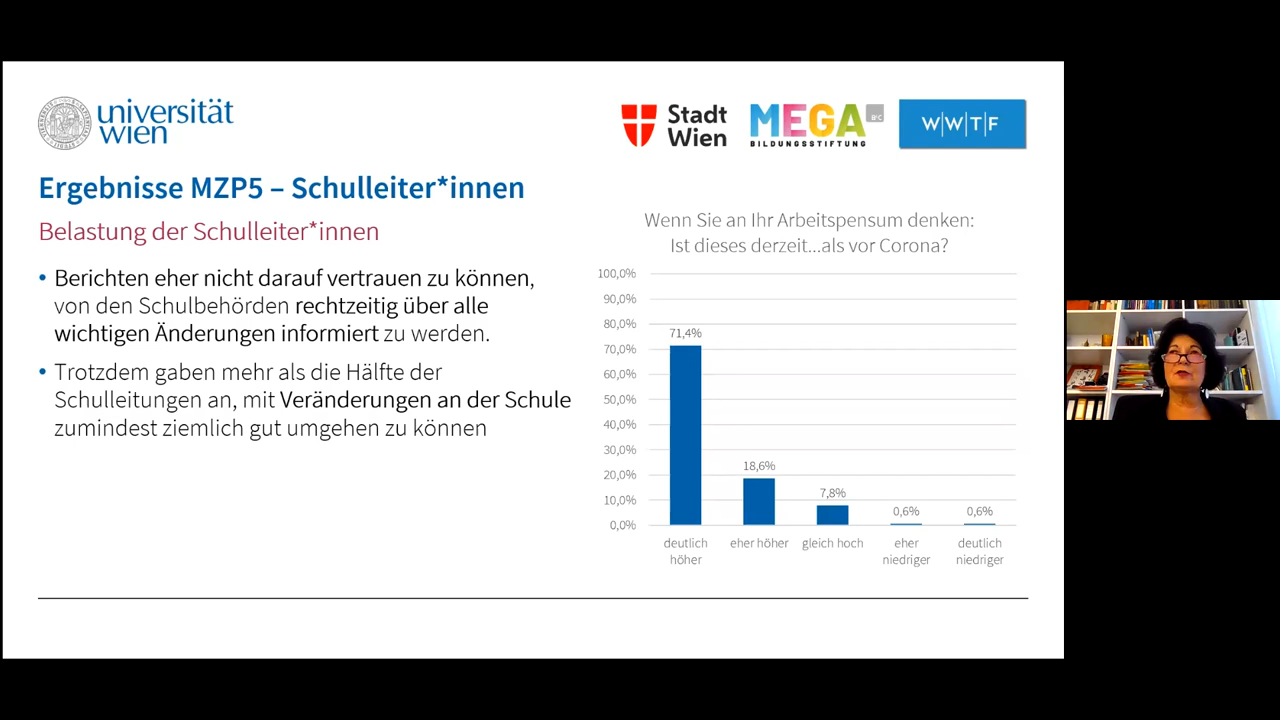 universität
wien
Stadt
Wien
MEGA
B&C
BILDUNGSSTIFTUNG
W|W|T|F
Ergebnisse MZP5 – Schulleiter*innen
Belastung der Schulleiter*innen
• Berichten eher nicht darauf vertrauen zu können,
von den Schulbehörden rechtzeitig über alle
wichtigen Änderungen informiert zu werden.
• Trotzdem gaben mehr als die Hälfte der
Schulleitungen an, mit Veränderungen an der Schule
zumindest ziemlich gut umgehen zu können
Wenn Sie an Ihr Arbeitspensum denken:
Ist dieses derzeit...als vor Corona?
100,0%
90,0%
80,0%
70,0%
60,0%
50,0%
40,0%
30,0%
20,0%
10,0%
0,0%
71,4%
18,6%
7,8%
0,6%
0,6%
deutlich
höher
eher höher
gleich hoch
eher
niedriger
deutlich
niedriger